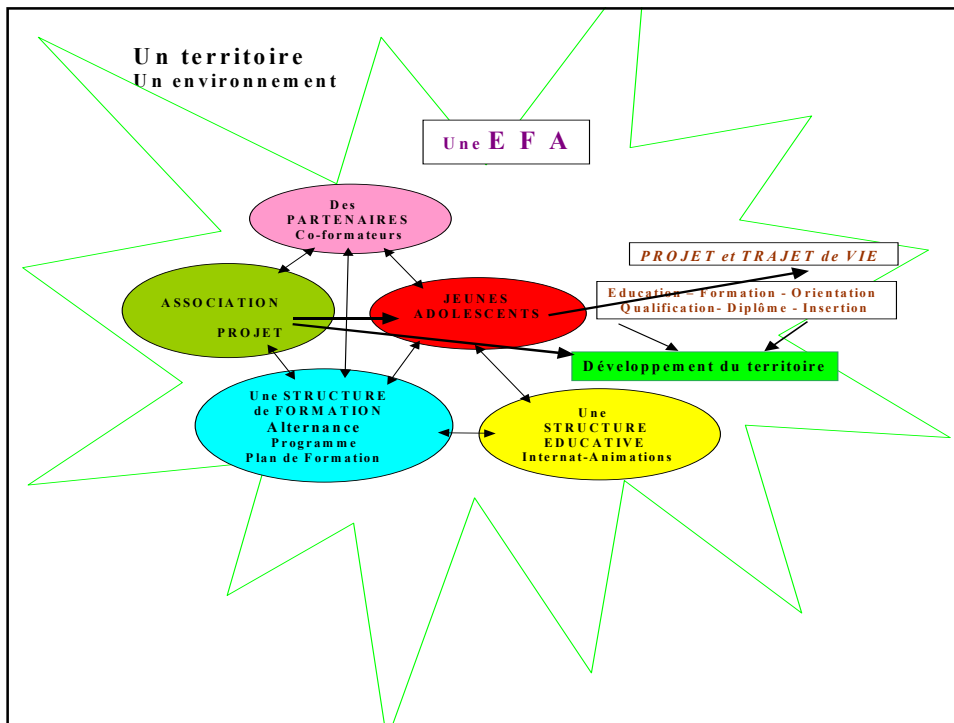 Un territoire
Un environnement
Une E F A
Des
PARTENAIRES
Co-formateurs
PROJET et TRAJET de VIE
ASSOCIATION
PROJET
JEUNES
ADOLESCENTS
Education – Formation - Orientation
Qualification- Diplôme - Insertion
Développement du territoire
Une STRUCTURE
de FORMATION
Alternance
Programme
Plan de Formation
Une
STRUCTURE
EDUCATIVE
Internat-Animations